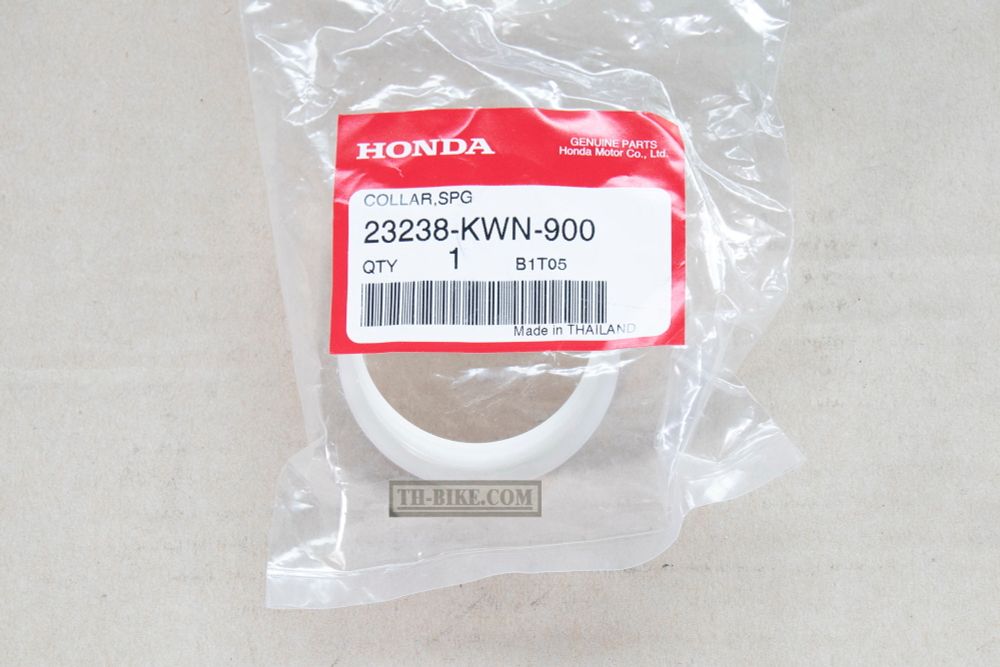 HONDA
GENUINE PARTS
Honda Motor Co., Ltd.
COLLAR,SPG
23238-KWN-900
QTY 1 B1T05
Made in THAILAND
TH-BIKE.COM